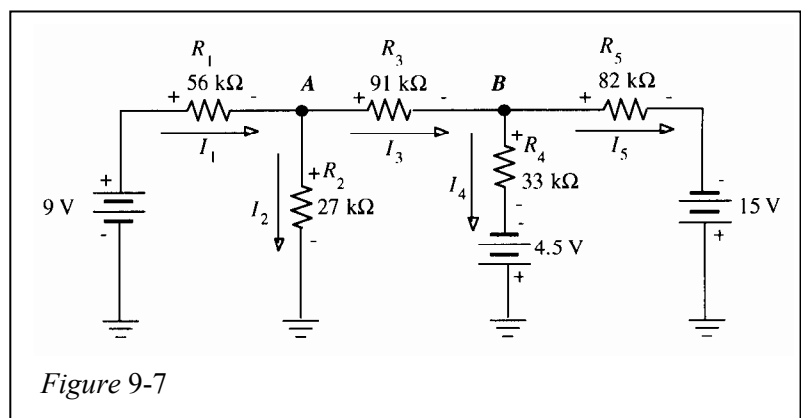 R1 R3 R5
56 kΩ A 91 kΩ B 82 kΩ
+ - + - + -
I1 I3 I5
+ R2 + R4
27 kΩ 33 kΩ
I2 I4
+ 9 V - - - 4.5 V + - 15 V +
-
Figure 9-7